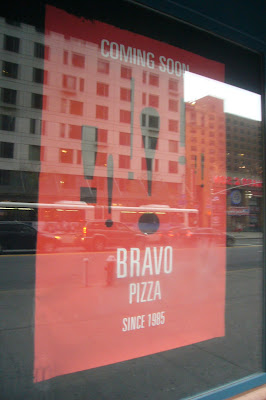 COMING SOON
BRAVO
PIZZA
SINCE 1985